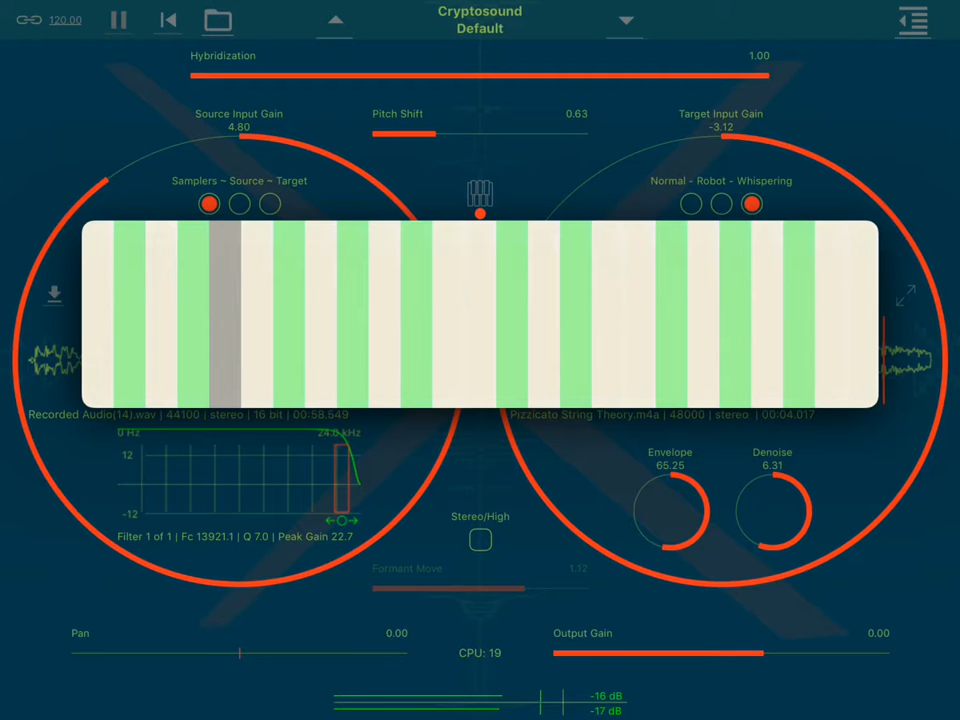 120.00
Cryptosound
Default
Hybridization 1.00
Source Input Gain
4.80
Pitch Shift 0.63
Target Input Gain
-3.12
Samplers ~ Source ~ Target
Normal - Robot - Whispering
Recorded Audio(14).wav | 44100 | stereo | 16 bit | 00:58.549
Pizzicato String Theory.m4a | 48000 | stereo | 00:04.017
0 Hz 24.0 kHz
12
-12
Filter 1 of 1 | Fc 13921.1 | Q 7.0 | Peak Gain 22.7
Envelope
65.25
Denoise
6.31
Stereo/High
Formant Move 1.12
Pan 0.00
CPU: 19
Output Gain 0.00
-16 dB
-17 dB